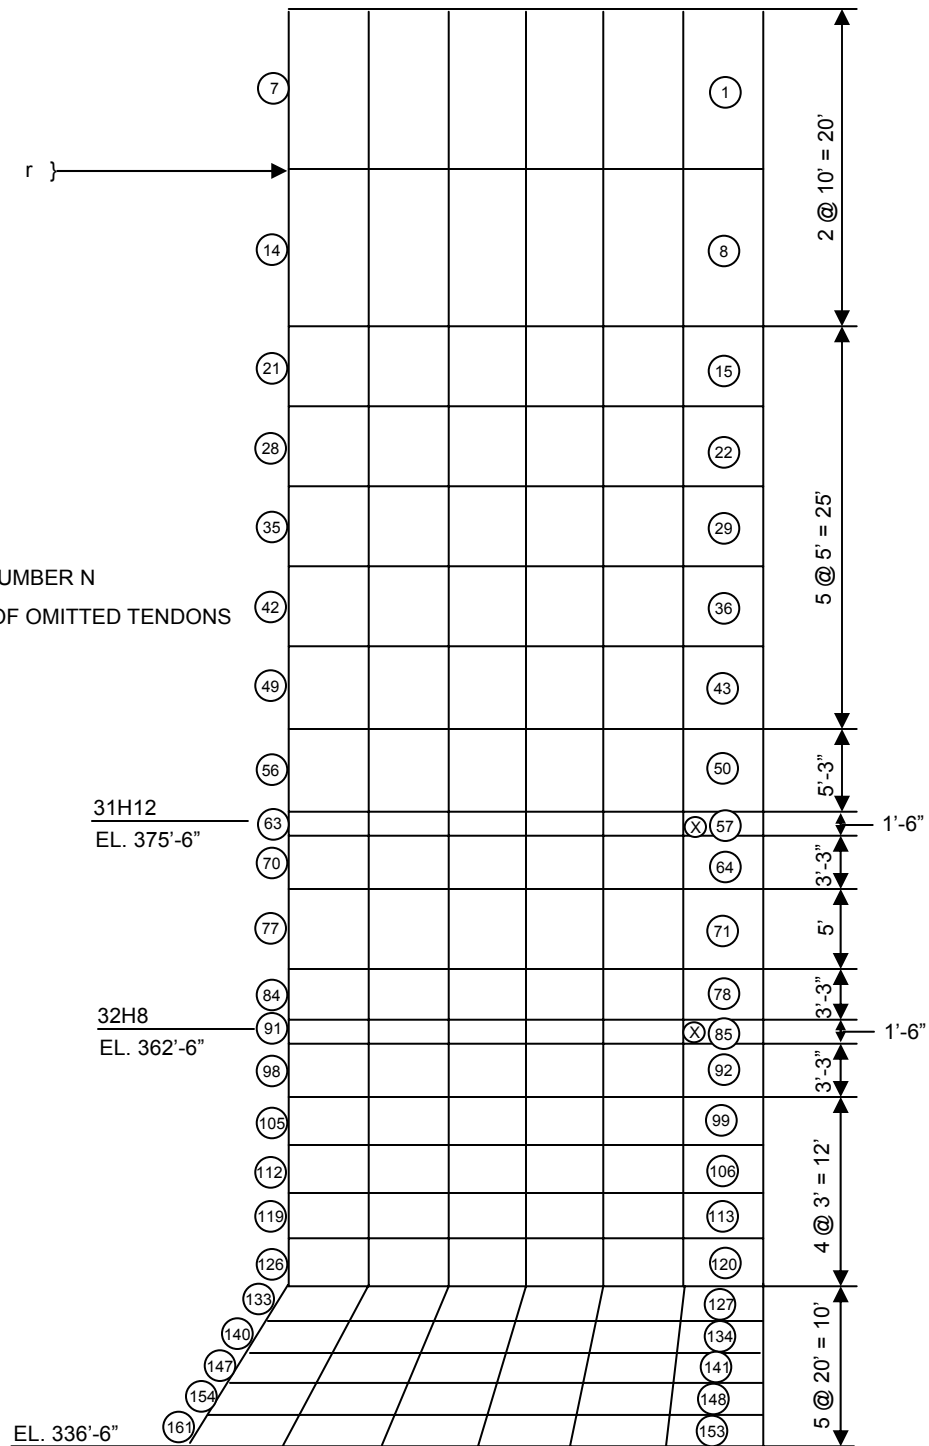 7 1
2 @ 10’ = 20’
r }
14 8
21 15
28 22
5 @ 5’ = 25’
35 29
UMBER N
42 36
OF OMITTED TENDONS
49 43
56 50
5’-3”
31H12
63 X 57 1’-6”
EL. 375’-6”
70 64
3’-3”
77 71
5’
84 78
3’-3”
32H8
91 X 85 1’-6”
EL. 362’-6”
98 92
3’-3”
105 99
112 106
4 @ 3’ = 12’
119 113
126 120
133 127
140 134
5 @ 20’ = 10’
147 141
154 148
161 153
EL. 336’-6”